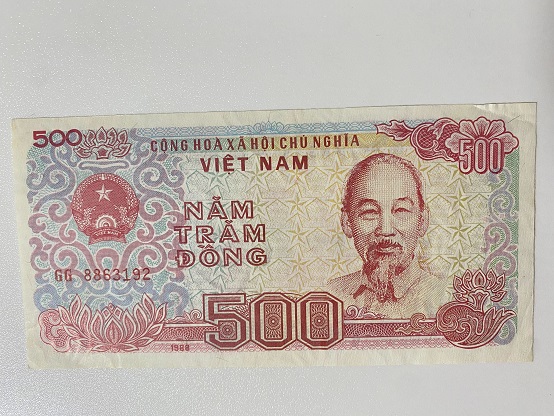 500
CỘNG HOÀ XÃ HỘI CHỦ NGHĨA
VIỆT NAM
500
NĂM
TRĂM
ĐỒNG
GG 8863192
500
1988